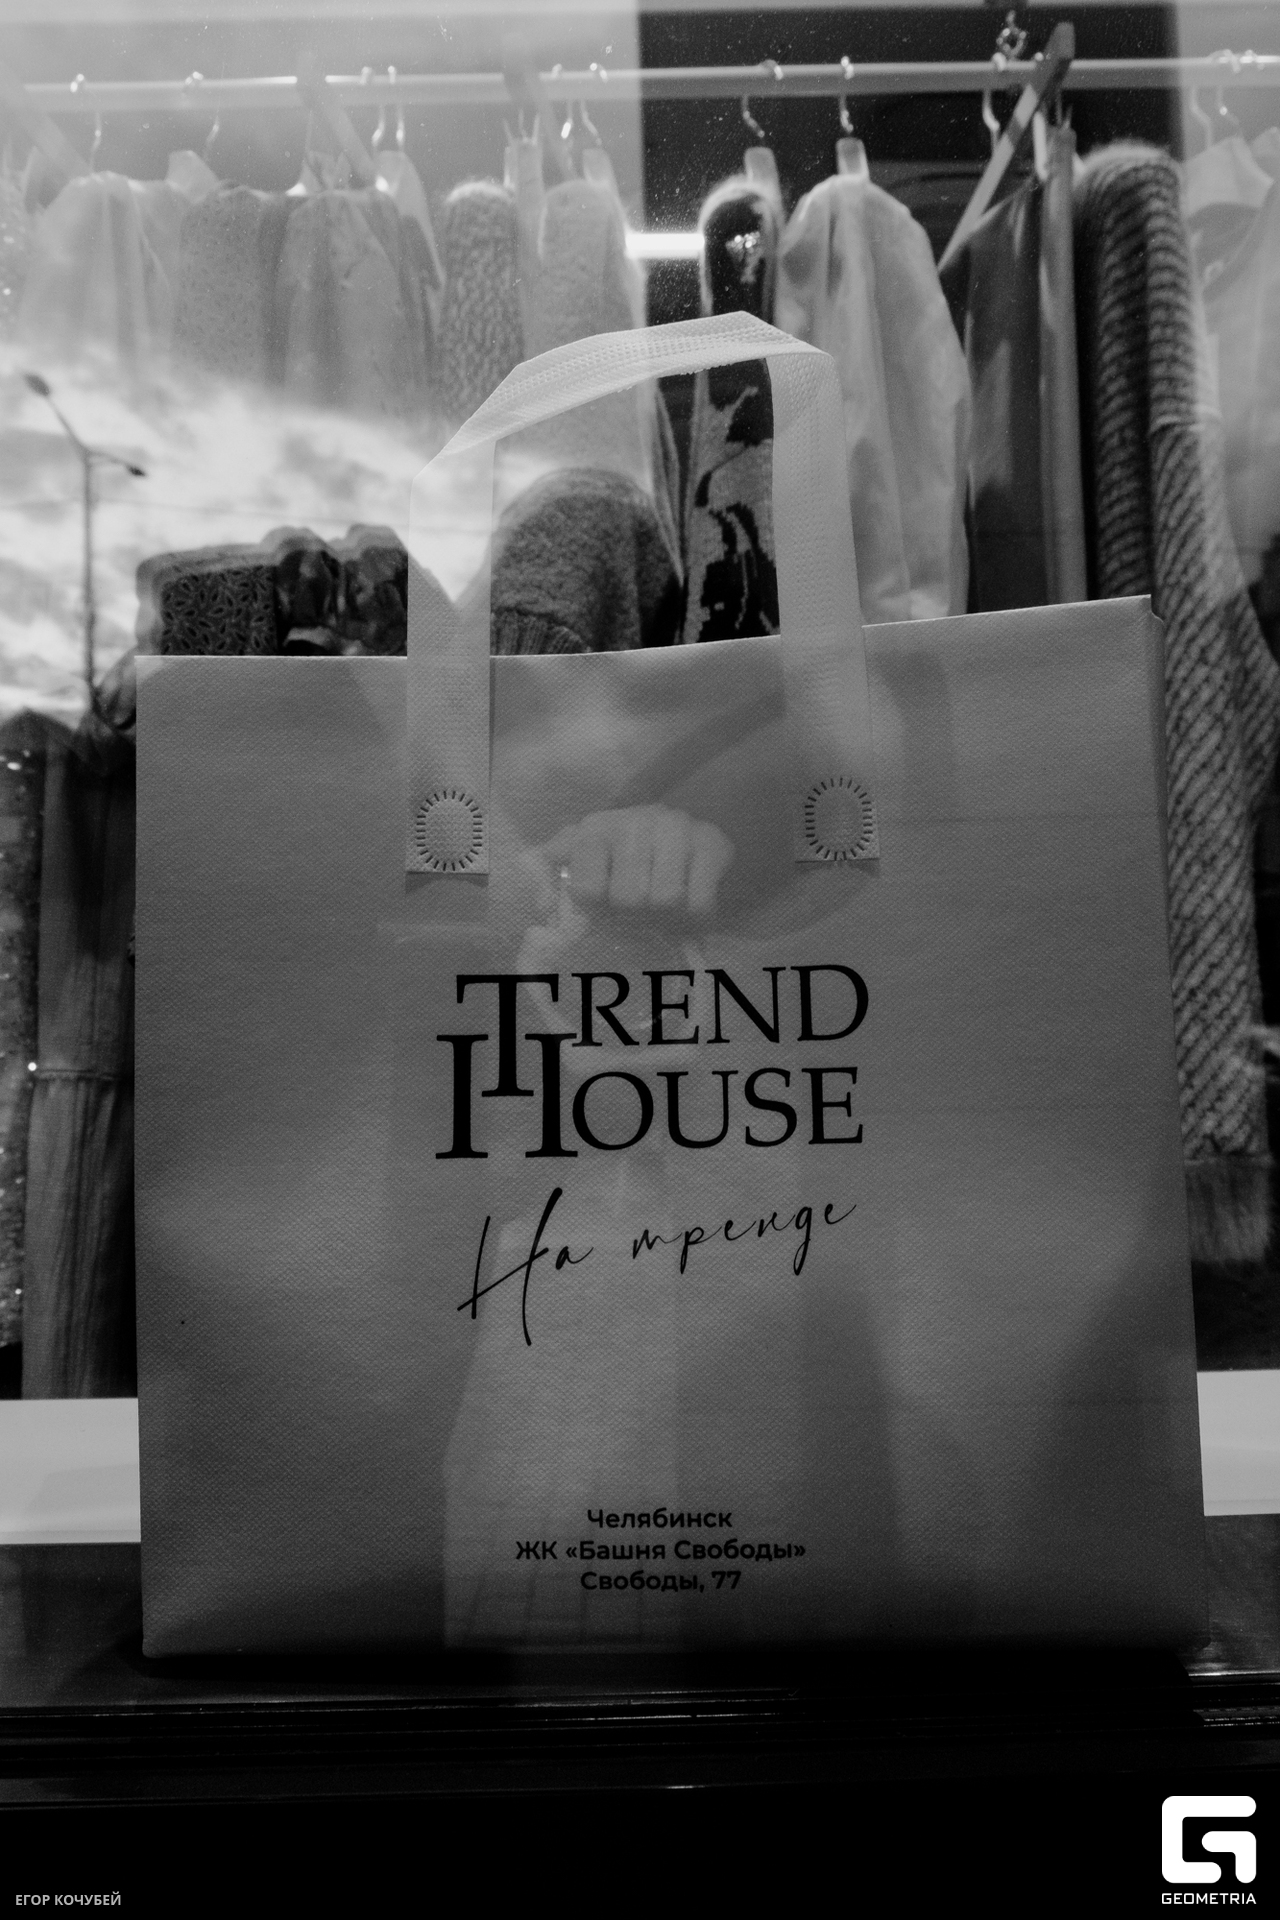 TREND
HOUSE
На тренде
Челябинск
ЖК «Башня Свободы»
Свободы, 77
GEOMETRIA
ЕГОР КОЧУБЕЙ